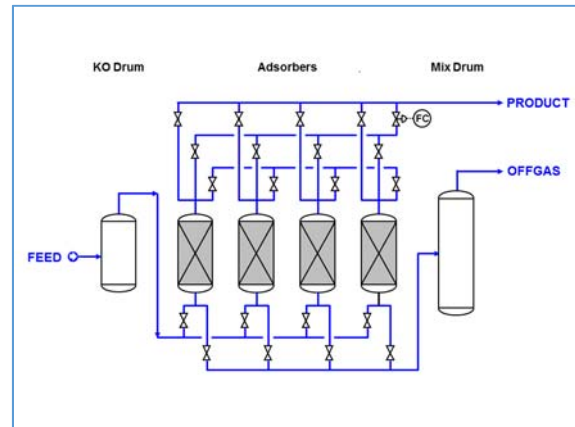 KO Drum Adsorbers Mix Drum
PRODUCT
FC
OFFGAS
FEED